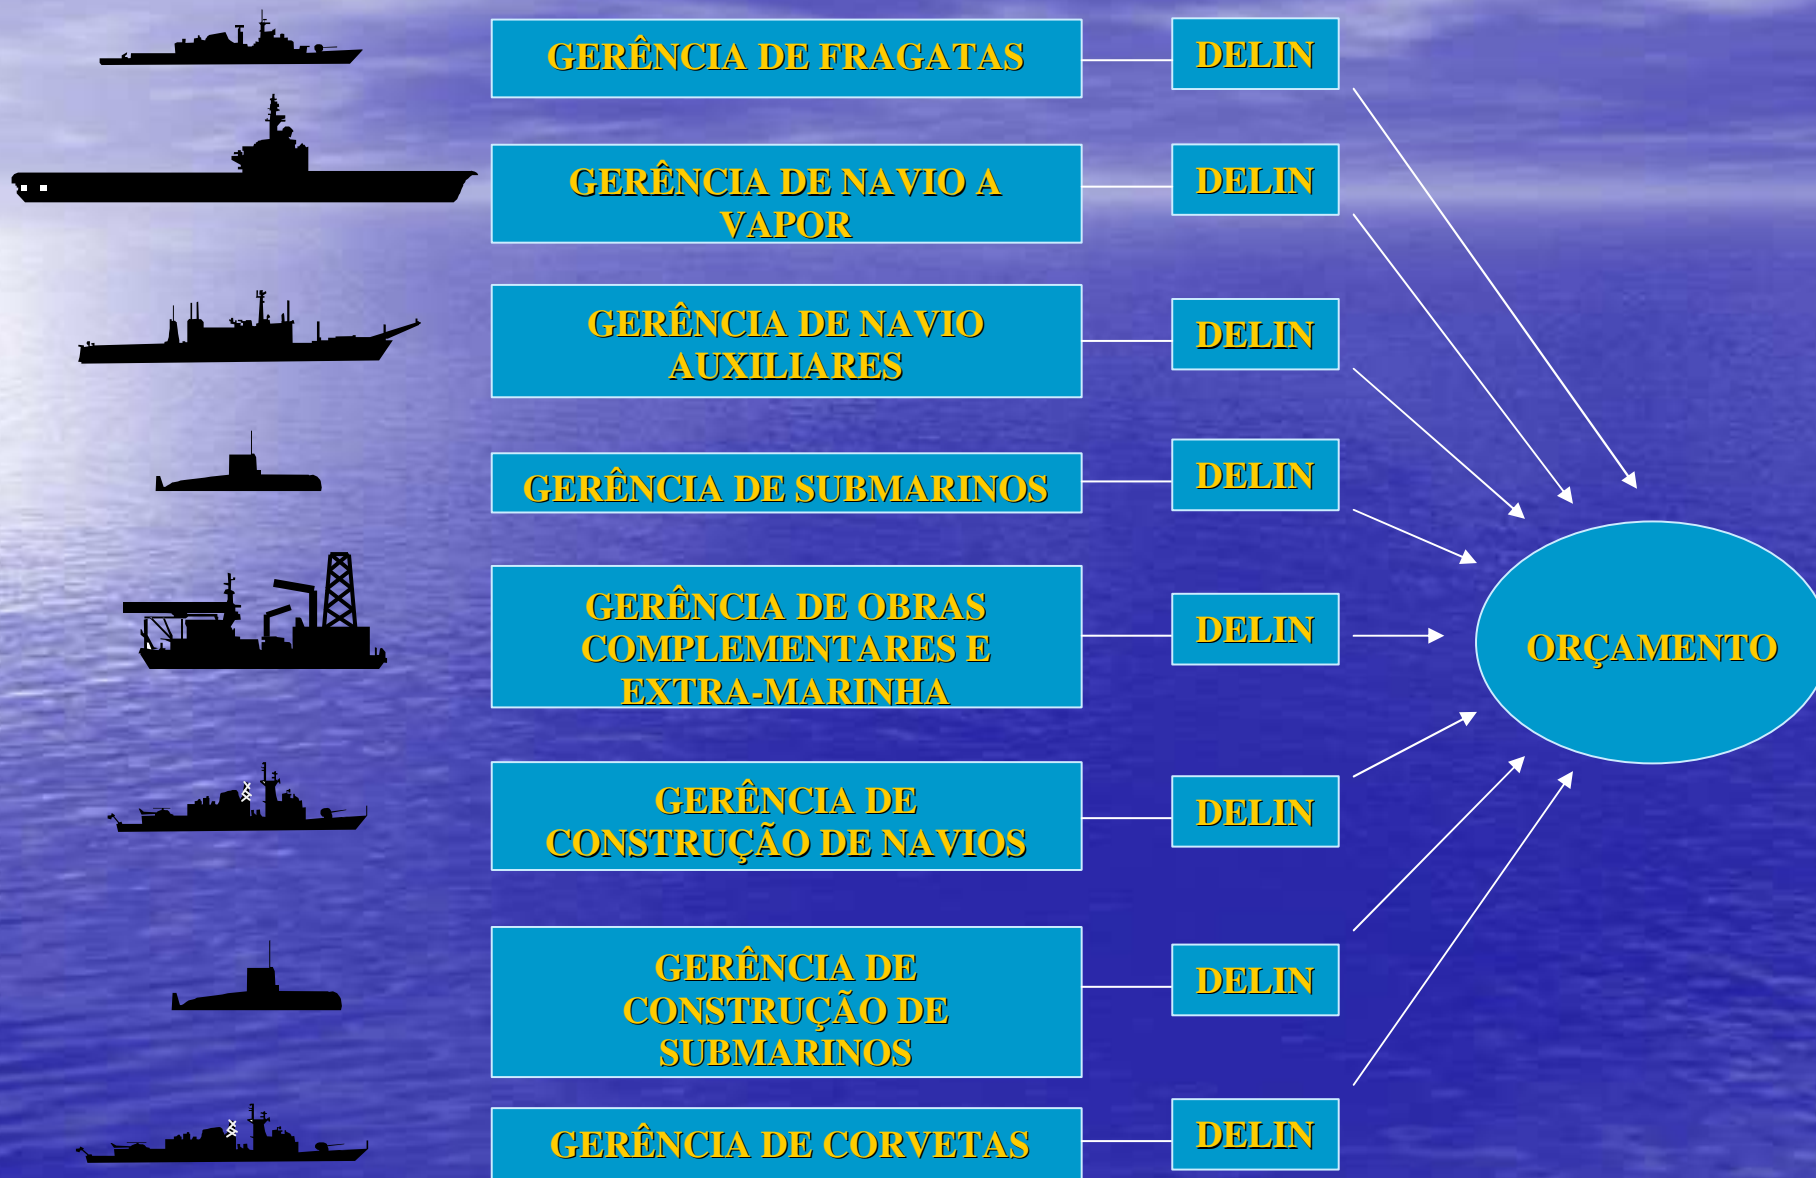 GERÊNCIA DE FRAGATAS
DELIN
GERÊNCIA DE NAVIO A
VAPOR
DELIN
GERÊNCIA DE NAVIO
AUXILIARES
DELIN
GERÊNCIA DE SUBMARINOS
DELIN
GERÊNCIA DE OBRAS
COMPLEMENTARES E
EXTRA-MARINHA
DELIN
ORÇAMENTO
GERÊNCIA DE
CONSTRUÇÃO DE NAVIOS
DELIN
GERÊNCIA DE
CONSTRUÇÃO DE
SUBMARINOS
DELIN
GERÊNCIA DE CORVETAS
DELIN